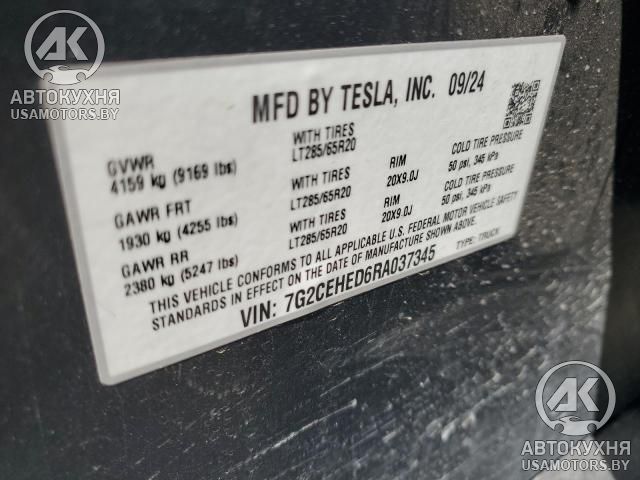 АК
АВТОКУХНЯ
USAMOTORS.BY
MFD BY TESLA, INC. 09/24
GVWR
4159 kg (9169 lbs)
WITH TIRES
LT285/65R20
RIM
20X9.0J
COLD TIRE PRESSURE
50 psi, 345 kPa
GAWR FRT
1930 kg (4255 lbs)
WITH TIRES
LT285/65R20
RIM
20X9.0J
COLD TIRE PRESSURE
50 psi, 345 kPa
GAWR RR
2380 kg (5247 lbs)
WITH TIRES
LT285/65R20
THIS VEHICLE CONFORMS TO ALL APPLICABLE U.S. FEDERAL MOTOR VEHICLE SAFETY
STANDARDS IN EFFECT ON THE DATE OF MANUFACTURE SHOWN ABOVE.
TYPE: TRUCK
VIN: 7G2CEHED6RA037345
АК
АВТОКУХНЯ
USAMOTORS.BY